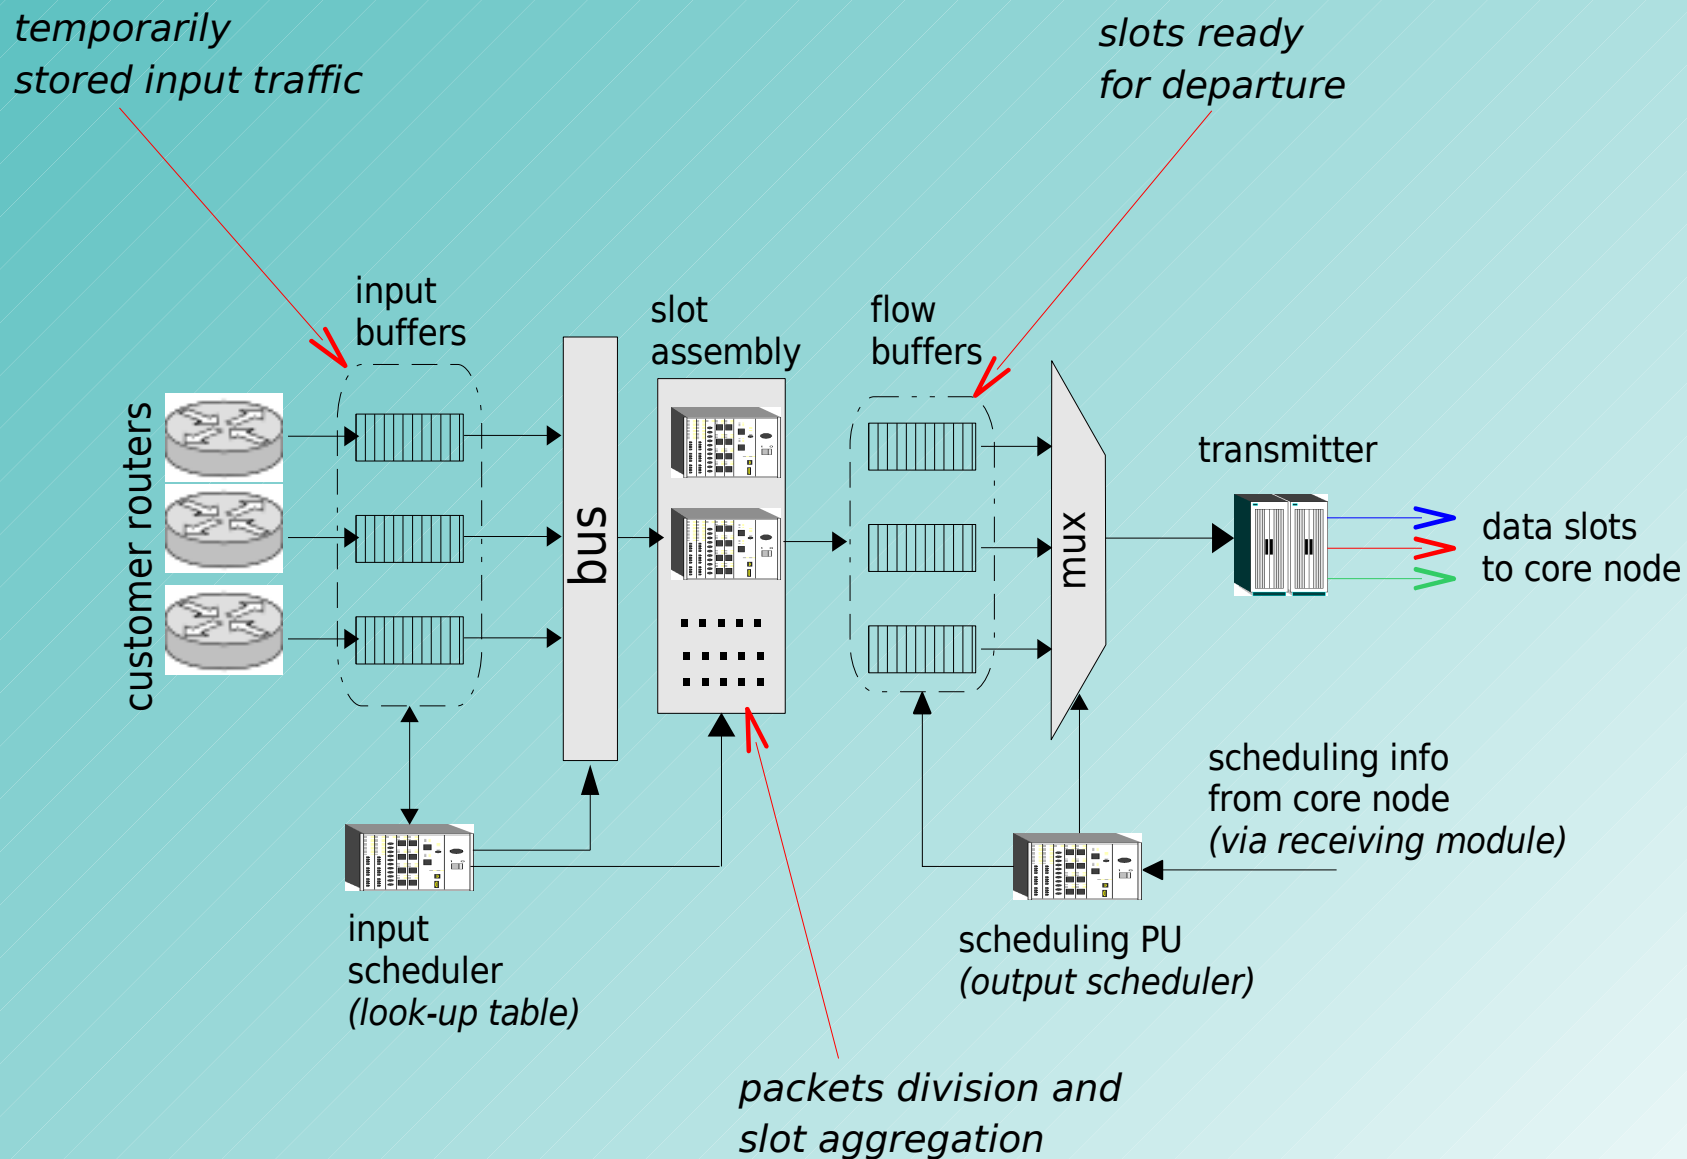 temporarily
stored input traffic
slots ready
for departure
input
buffers
slot
assembly
flow
buffers
customer routers
bus
mux
transmitter
data slots
to core node
scheduling info
from core node
(via receiving module)
input
scheduler
(look-up table)
scheduling PU
(output scheduler)
packets division and
slot aggregation